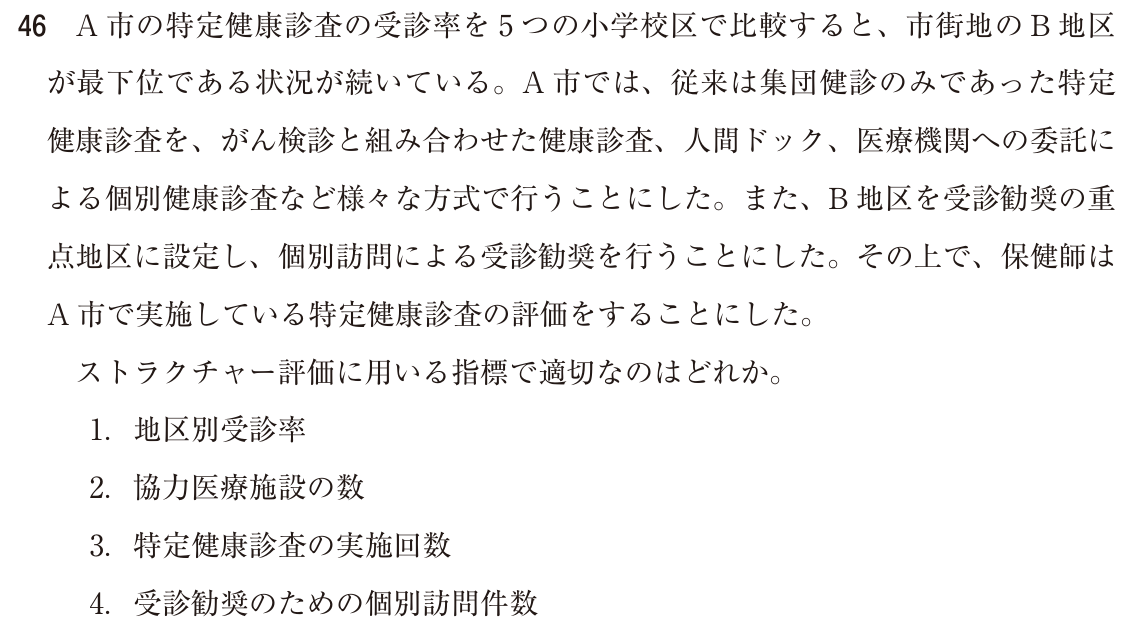 46 A市の特定健康診査の受診率を5つの小学校区で比較すると、市街地のB地区
が最下位である状況が続いている。A市では、従来は集団健診のみであった特定
健康診査を、がん検診と組み合わせた健康診査、人間ドック、医療機関への委託に
よる個別健康診査など様々な方式で行うことにした。また、B地区を受診勧奨の重
点地区に設定し、個別訪問による受診勧奨を行うことにした。その上で、保健師は
A市で実施している特定健康診査の評価をすることにした。
ストラクチャー評価に用いる指標で適切なのはどれか。
1. 地区別受診率
2. 協力医療施設の数
3. 特定健康診査の実施回数
4. 受診勧奨のための個別訪問件数